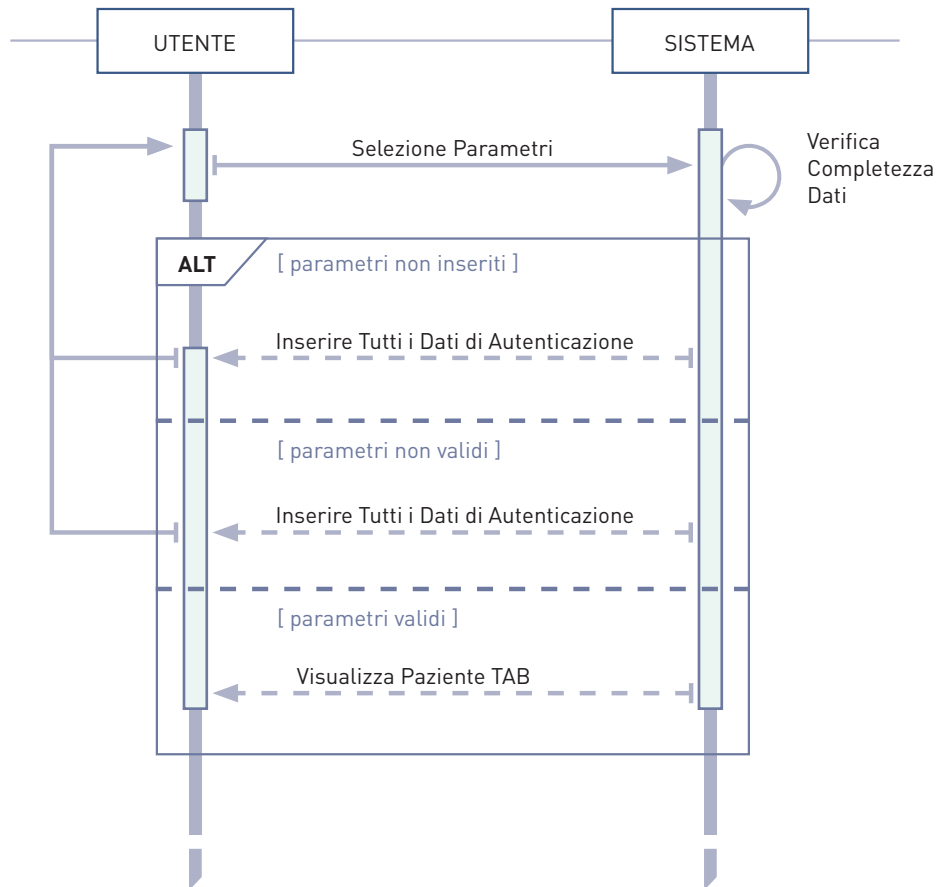 UTENTE
SISTEMA
Selezione Parametri
Verifica
Completezza
Dati
ALT
[ parametri non inseriti ]
Inserire Tutti i Dati di Autenticazione
[ parametri non validi ]
Inserire Tutti i Dati di Autenticazione
[ parametri validi ]
Visualizza Paziente TAB